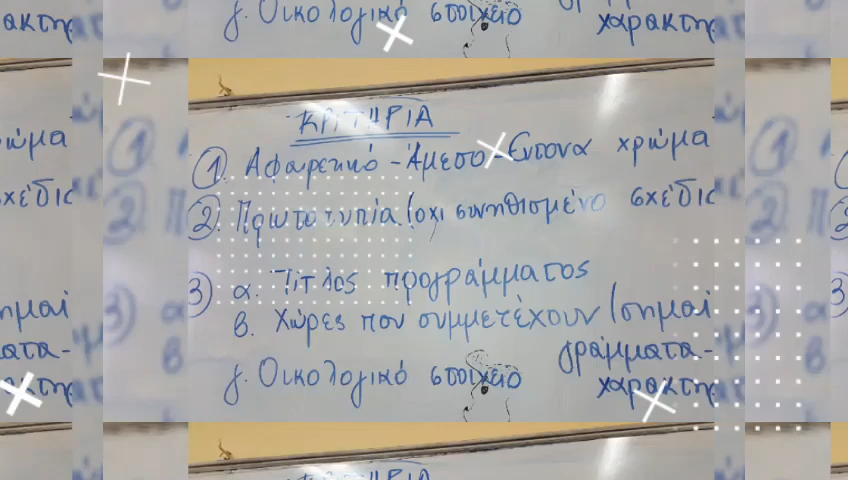 ΚΡΙΤΗΡΙΑ
1. Αφαιρετικό - Άμεσο - Έντονα χρώμα
2. Πρωτοτυπία (οχι συνηθισμένο σχέδιο
3) α. Τίτλος προγράμματος
β. Χώρες που συμμετέχουν (σημαί
γράμματα-
γ. Οικολογικό στοιχείο χαρακτη